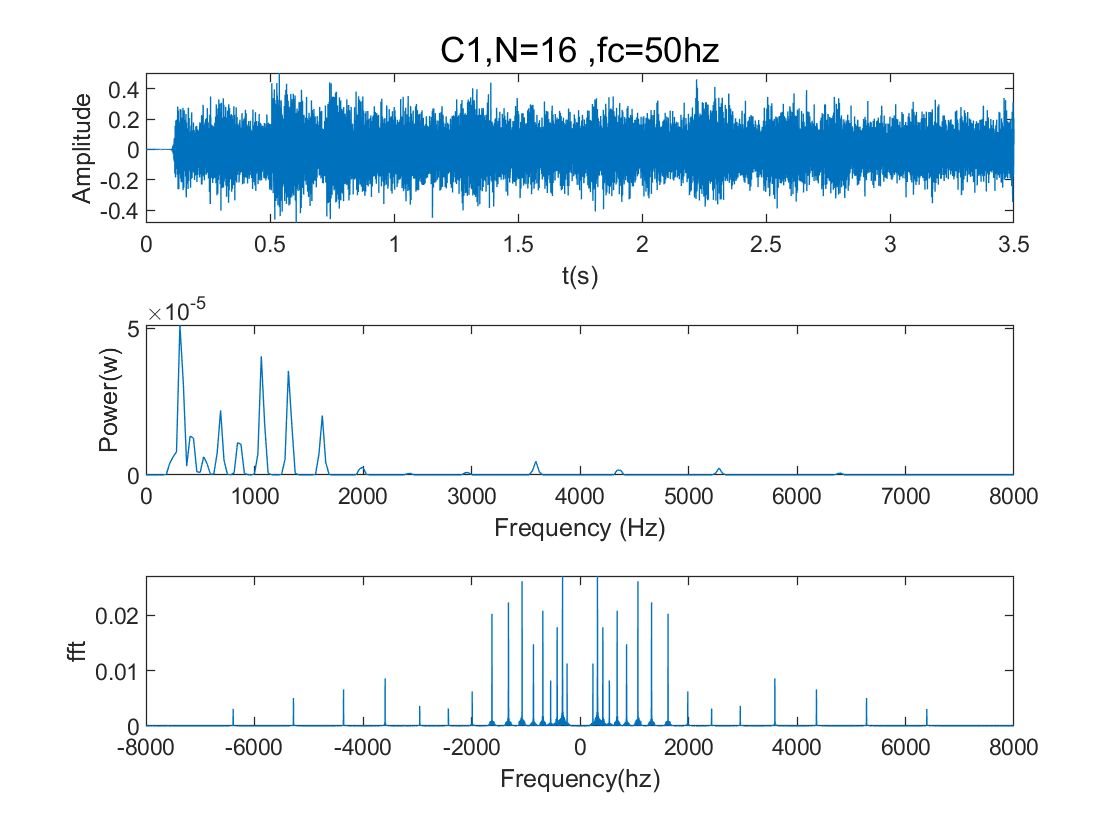 C1,N=16 ,fc=50hz
0.4
0.2
0
-0.2
-0.4
Amplitude
0 0.5 1 1.5 2 2.5 3 3.5
t(s)
×10-5
5
0
Power(w)
0 1000 2000 3000 4000 5000 6000 7000 8000
Frequency (Hz)
0.02
0.01
0
fft
-8000 -6000 -4000 -2000 0 2000 4000 6000 8000
Frequency(hz)